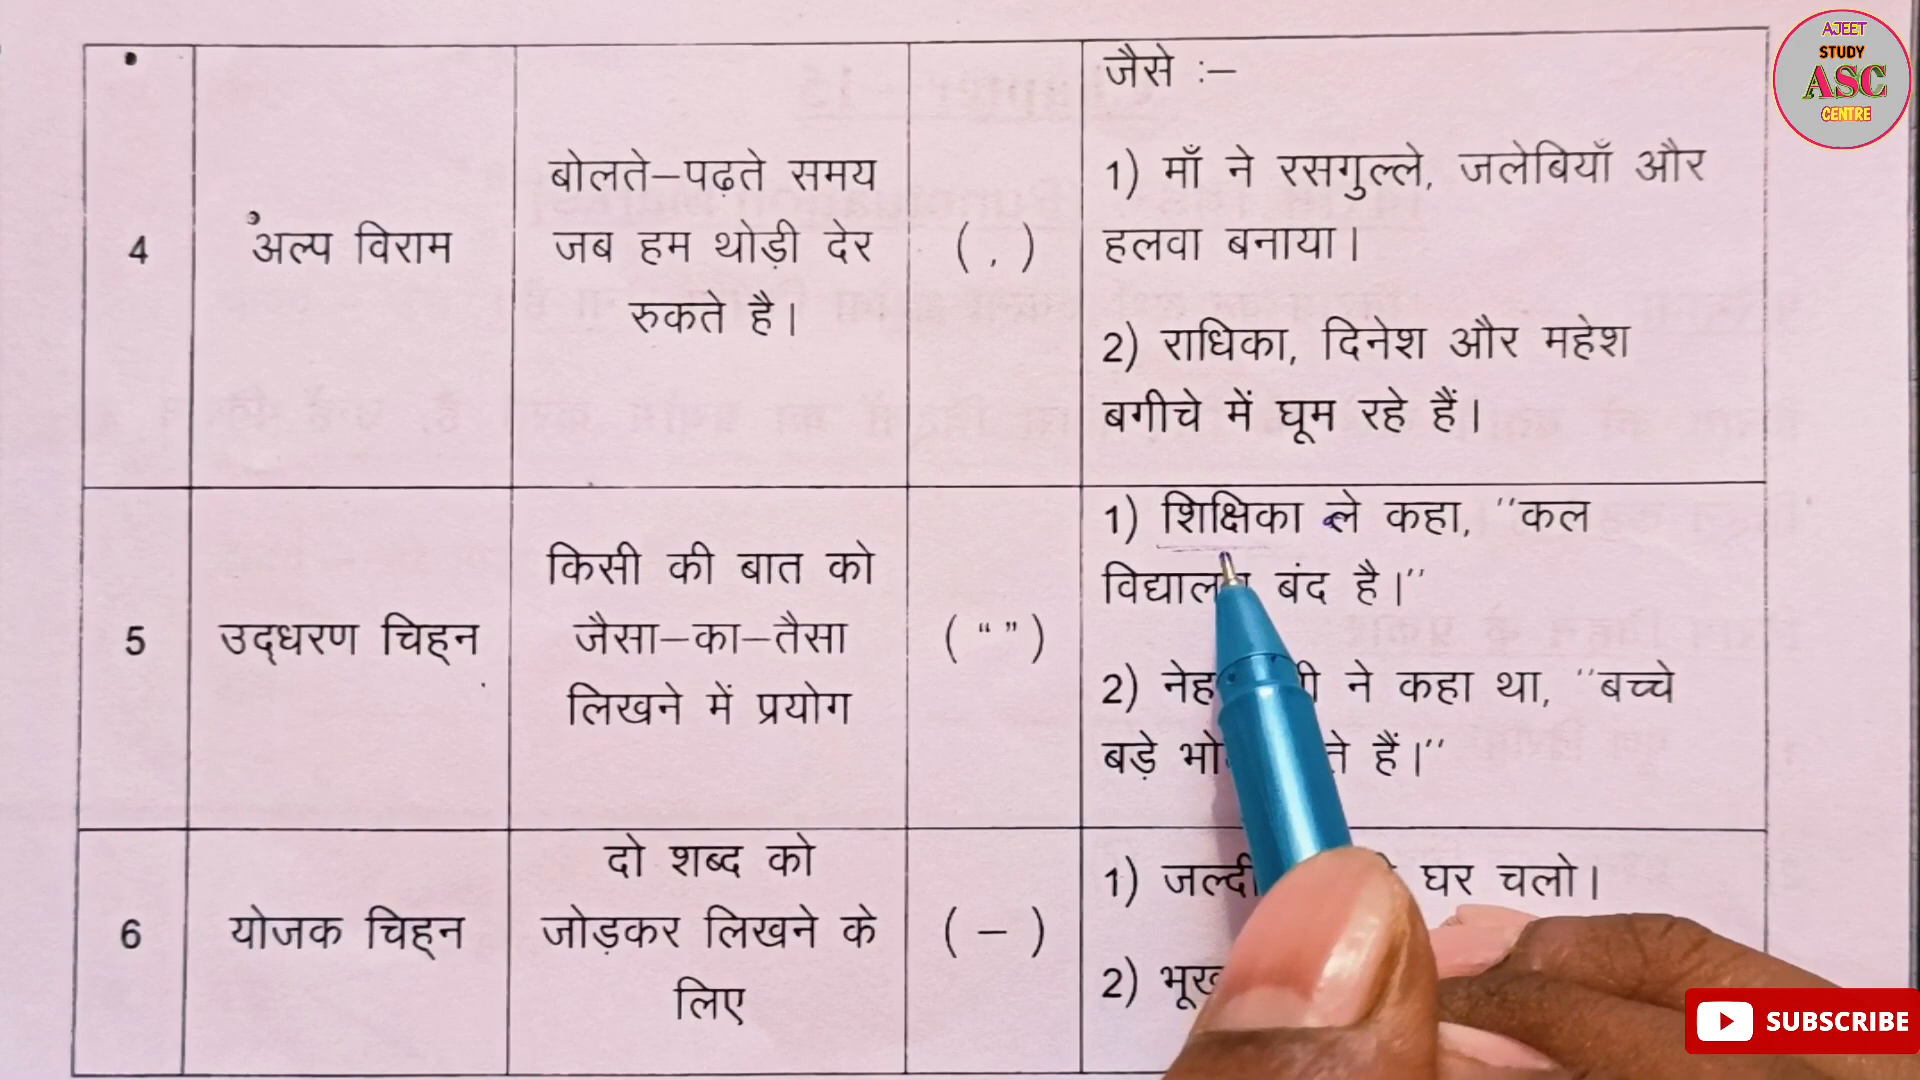 AJEET
STUDY
ASC
CENTRE
जैसे :–
4
अल्प विराम
बोलते–पढ़ते समय
जब हम थोड़ी देर
रुकते है।
( , )
1) माँ ने रसगुल्ले, जलेबियाँ और
हलवा बनाया।
2) राधिका, दिनेश और महेश
बगीचे में घूम रहे हैं।
5
उद्धरण चिह्न
किसी की बात को
जैसा–का–तैसा
लिखने में प्रयोग
( “ ” )
1) शिक्षिका ले कहा, ''कल
बंद है।''
2) ने कहा था, ''बच्चे
बड़े हैं।''
6
योजक चिह्न
दो शब्द को
जोड़कर लिखने के
लिए
( – )
1) जल्दी घर चलो।
2)
SUBSCRIBE